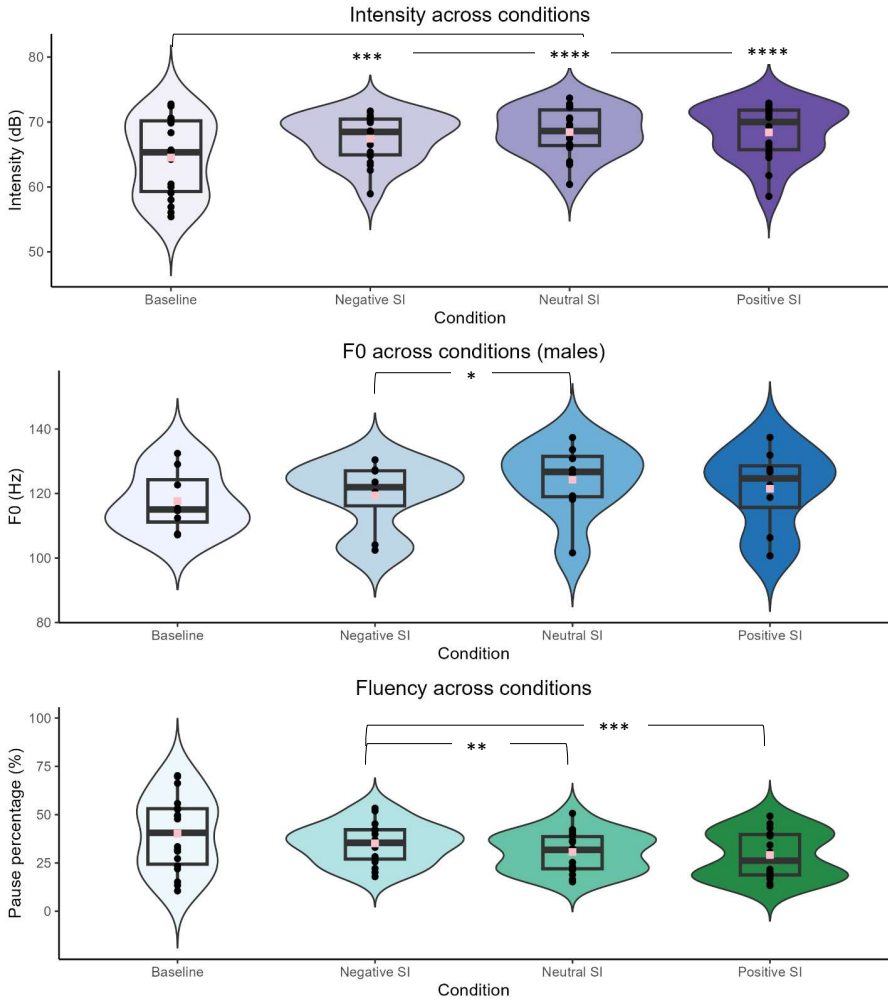 Intensity across conditions
*** **** ****
80
70
60
50
Intensity (dB)
Baseline Negative SI Neutral SI Positive SI
Condition
F0 across conditions (males)
*
140
120
100
80
F0 (Hz)
Baseline Negative SI Neutral SI Positive SI
Condition
Fluency across conditions
***
**
100
75
50
25
0
Pause percentage (%)
Baseline Negative SI Neutral SI Positive SI
Condition